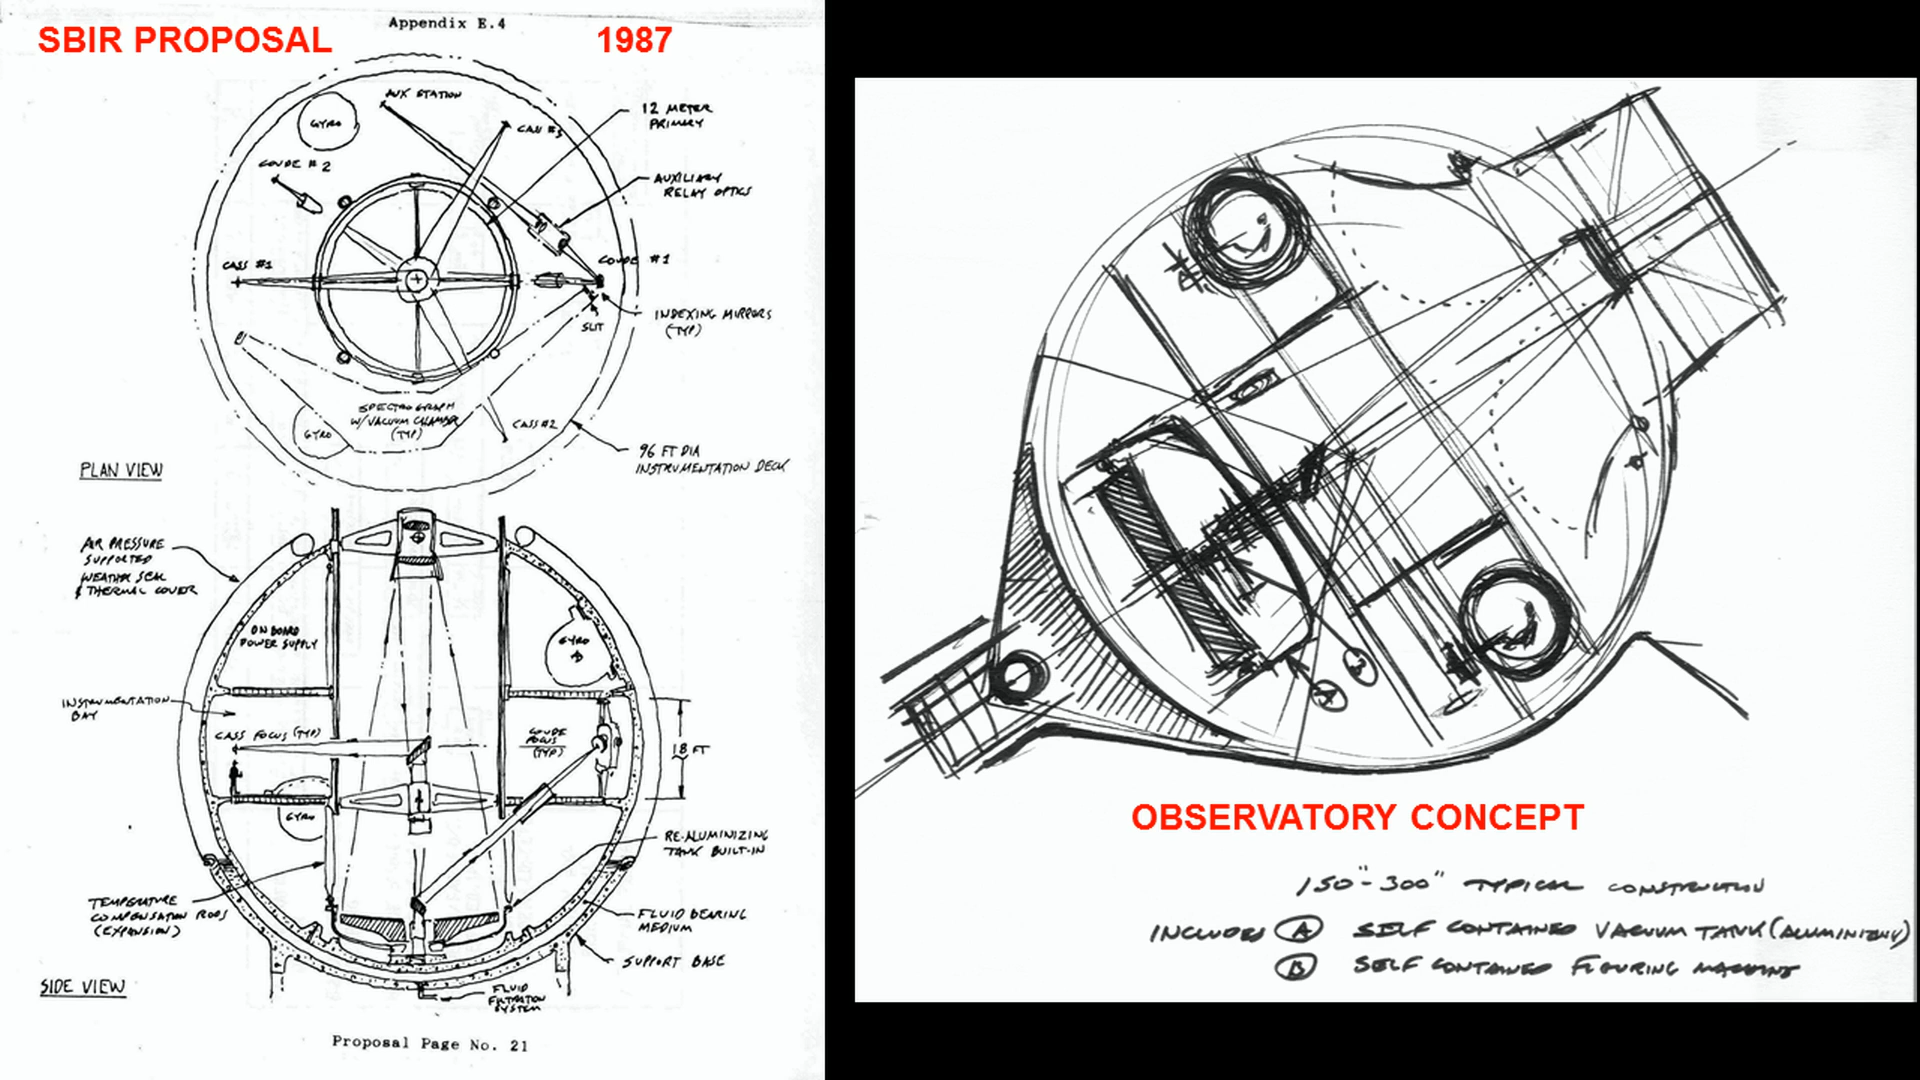 Appendix E.4
SBIR PROPOSAL
1987
AUX STATION
GYRO
12 METER
PRIMARY
CASS #3
COUDE #2
AUXILIARY
RELAY OPTICS
CASS #1
COUDE #1
INDEXING MIRRORS
(TYP)
SLIT
SPECTROGRAPH
W/VACUUM CHAMBER
(TYP)
GYRO
CASS #2
96 FT DIA
INSTRUMENTATION DECK
PLAN VIEW
AIR PRESSURE
SUPPORTED
WEATHER SEAL
& THERMAL COVER
ON BOARD
POWER SUPPLY
GYRO
INSTRUMENTATION
BAY
CASS FOCUS (TYP)
COUDE
FOCUS
(TYP)
18 FT
GYRO
RE-ALUMINIZING
TANK BUILT-IN
TEMPERATURE
COMPENSATION RODS
(EXPANSION)
FLUID BEARING
MEDIUM
SUPPORT BASE
SIDE VIEW
FLUID
FILTRATION
SYSTEM
Proposal Page No. 21
A
B
OBSERVATORY CONCEPT
150"-300" TYPICAL CONSTRUCTION
INCLUDES A SELF CONTAINED VACUUM TANK (ALUMINIZING)
B SELF CONTAINED FIGURING MACHINE